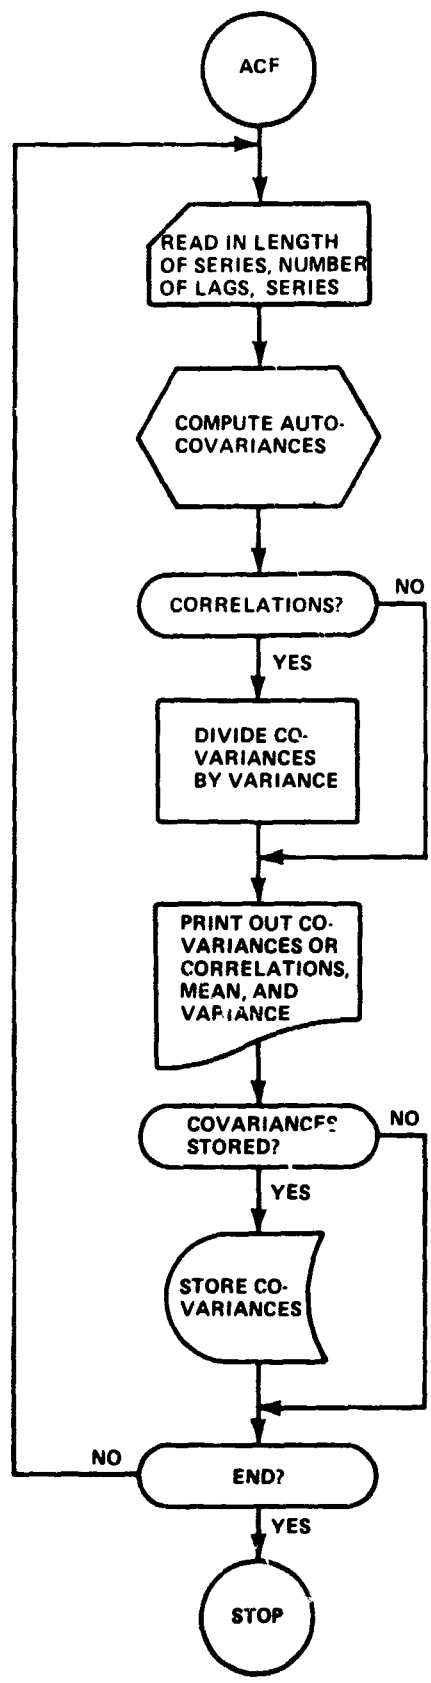 ACF
READ IN LENGTH
OF SERIES, NUMBER
OF LAGS, SERIES
COMPUTE AUTO-
COVARIANCES
CORRELATIONS?
NO
YES
DIVIDE CO-
VARIANCES
BY VARIANCE
PRINT OUT CO-
VARIANCES OR
CORRELATIONS,
MEAN, AND
VARIANCE
COVARIANCES
STORED?
NO
YES
STORE CO-
VARIANCES
NO
END?
YES
STOP